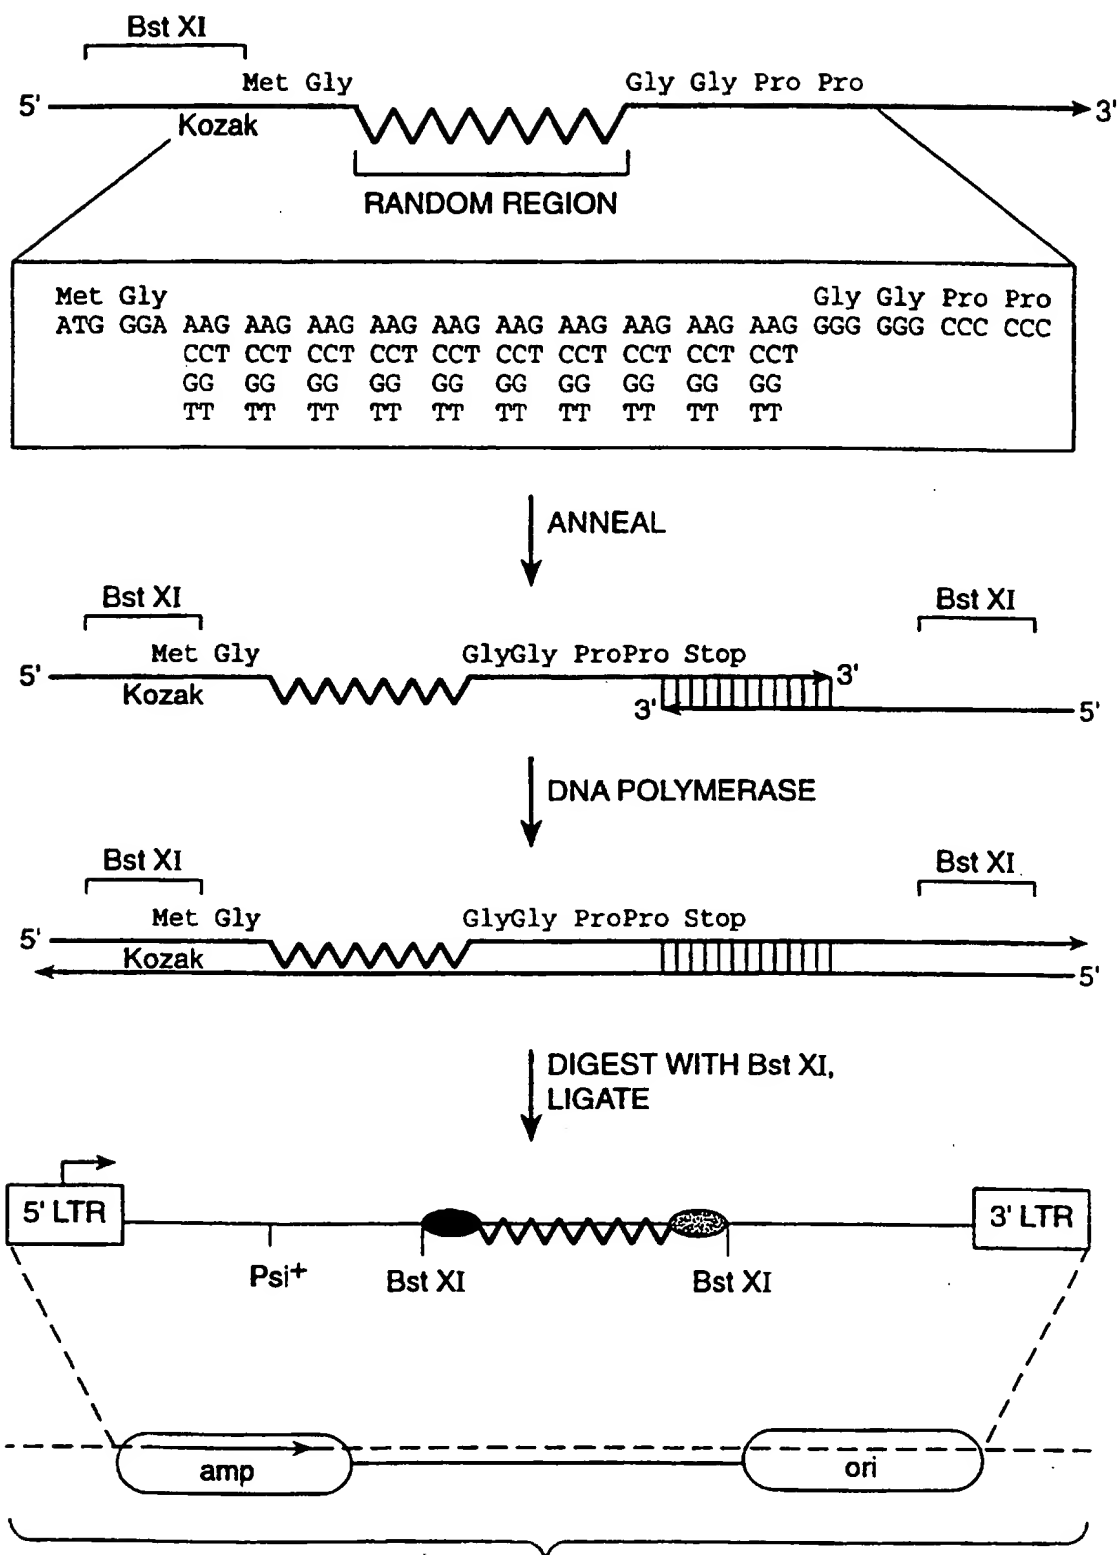 Bst XI
Met Gly Gly Gly Pro Pro
5' 3'
Kozak
RANDOM REGION
Met Gly Gly Gly Pro Pro
ATG GGA AAG AAG AAG AAG AAG AAG AAG AAG AAG AAG GGG GGG CCC CCC
CCT CCT CCT CCT CCT CCT CCT CCT CCT CCT
GG GG GG GG GG GG GG GG GG GG
TT TT TT TT TT TT TT TT TT TT
ANNEAL
Bst XI Bst XI
Met Gly GlyGly ProPro Stop
5' 3'
Kozak
3' 5'
DNA POLYMERASE
Bst XI Bst XI
Met Gly GlyGly ProPro Stop
5'
Kozak
5'
DIGEST WITH Bst XI,
LIGATE
5' LTR 3' LTR
Psi+ Bst XI Bst XI
amp ori